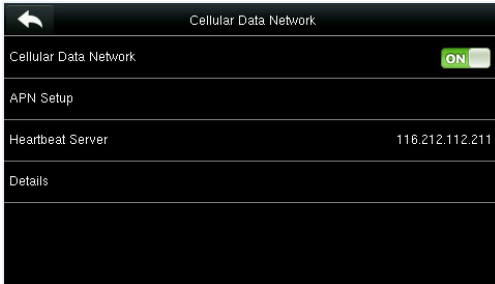 Cellular Data Network
Cellular Data Network ON
APN Setup
Heartbeat Server 116.212.112.211
Details